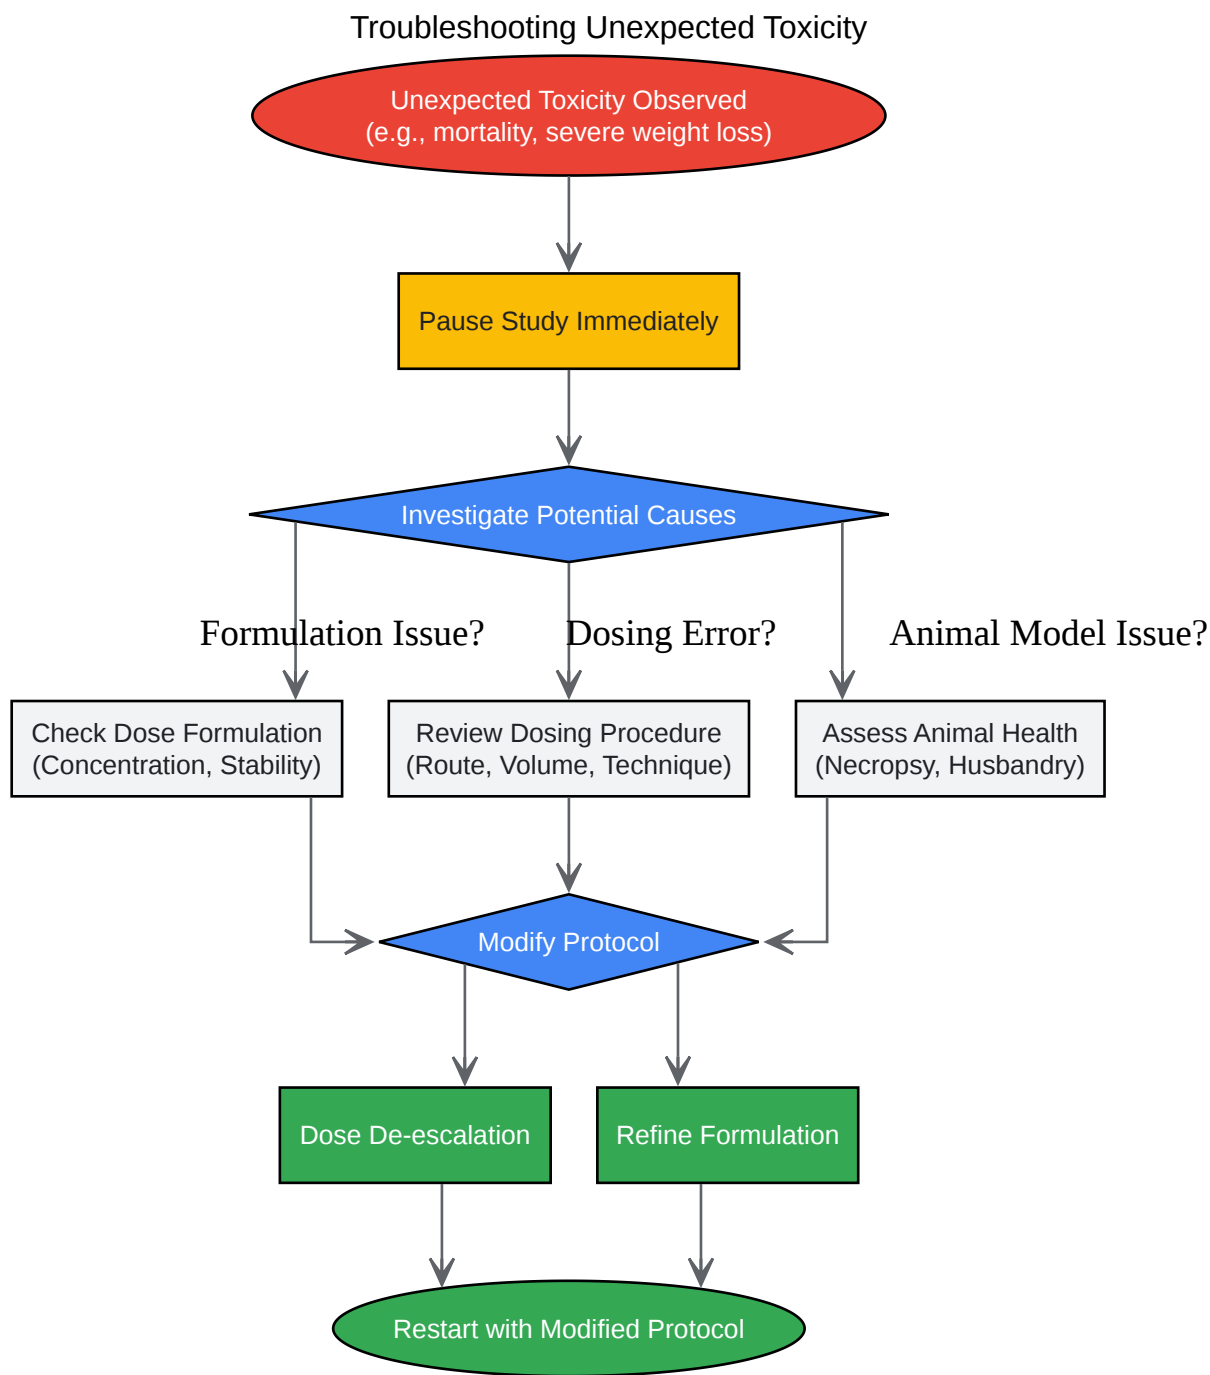 Troubleshooting Unexpected Toxicity
Unexpected Toxicity Observed
(e.g., mortality, severe weight loss)
Pause Study Immediately
Investigate Potential Causes
Formulation Issue?
Dosing Error?
Animal Model Issue?
Check Dose Formulation
(Concentration, Stability)
Review Dosing Procedure
(Route, Volume, Technique)
Assess Animal Health
(Necropsy, Husbandry)
Modify Protocol
Dose De-escalation
Refine Formulation
Restart with Modified Protocol